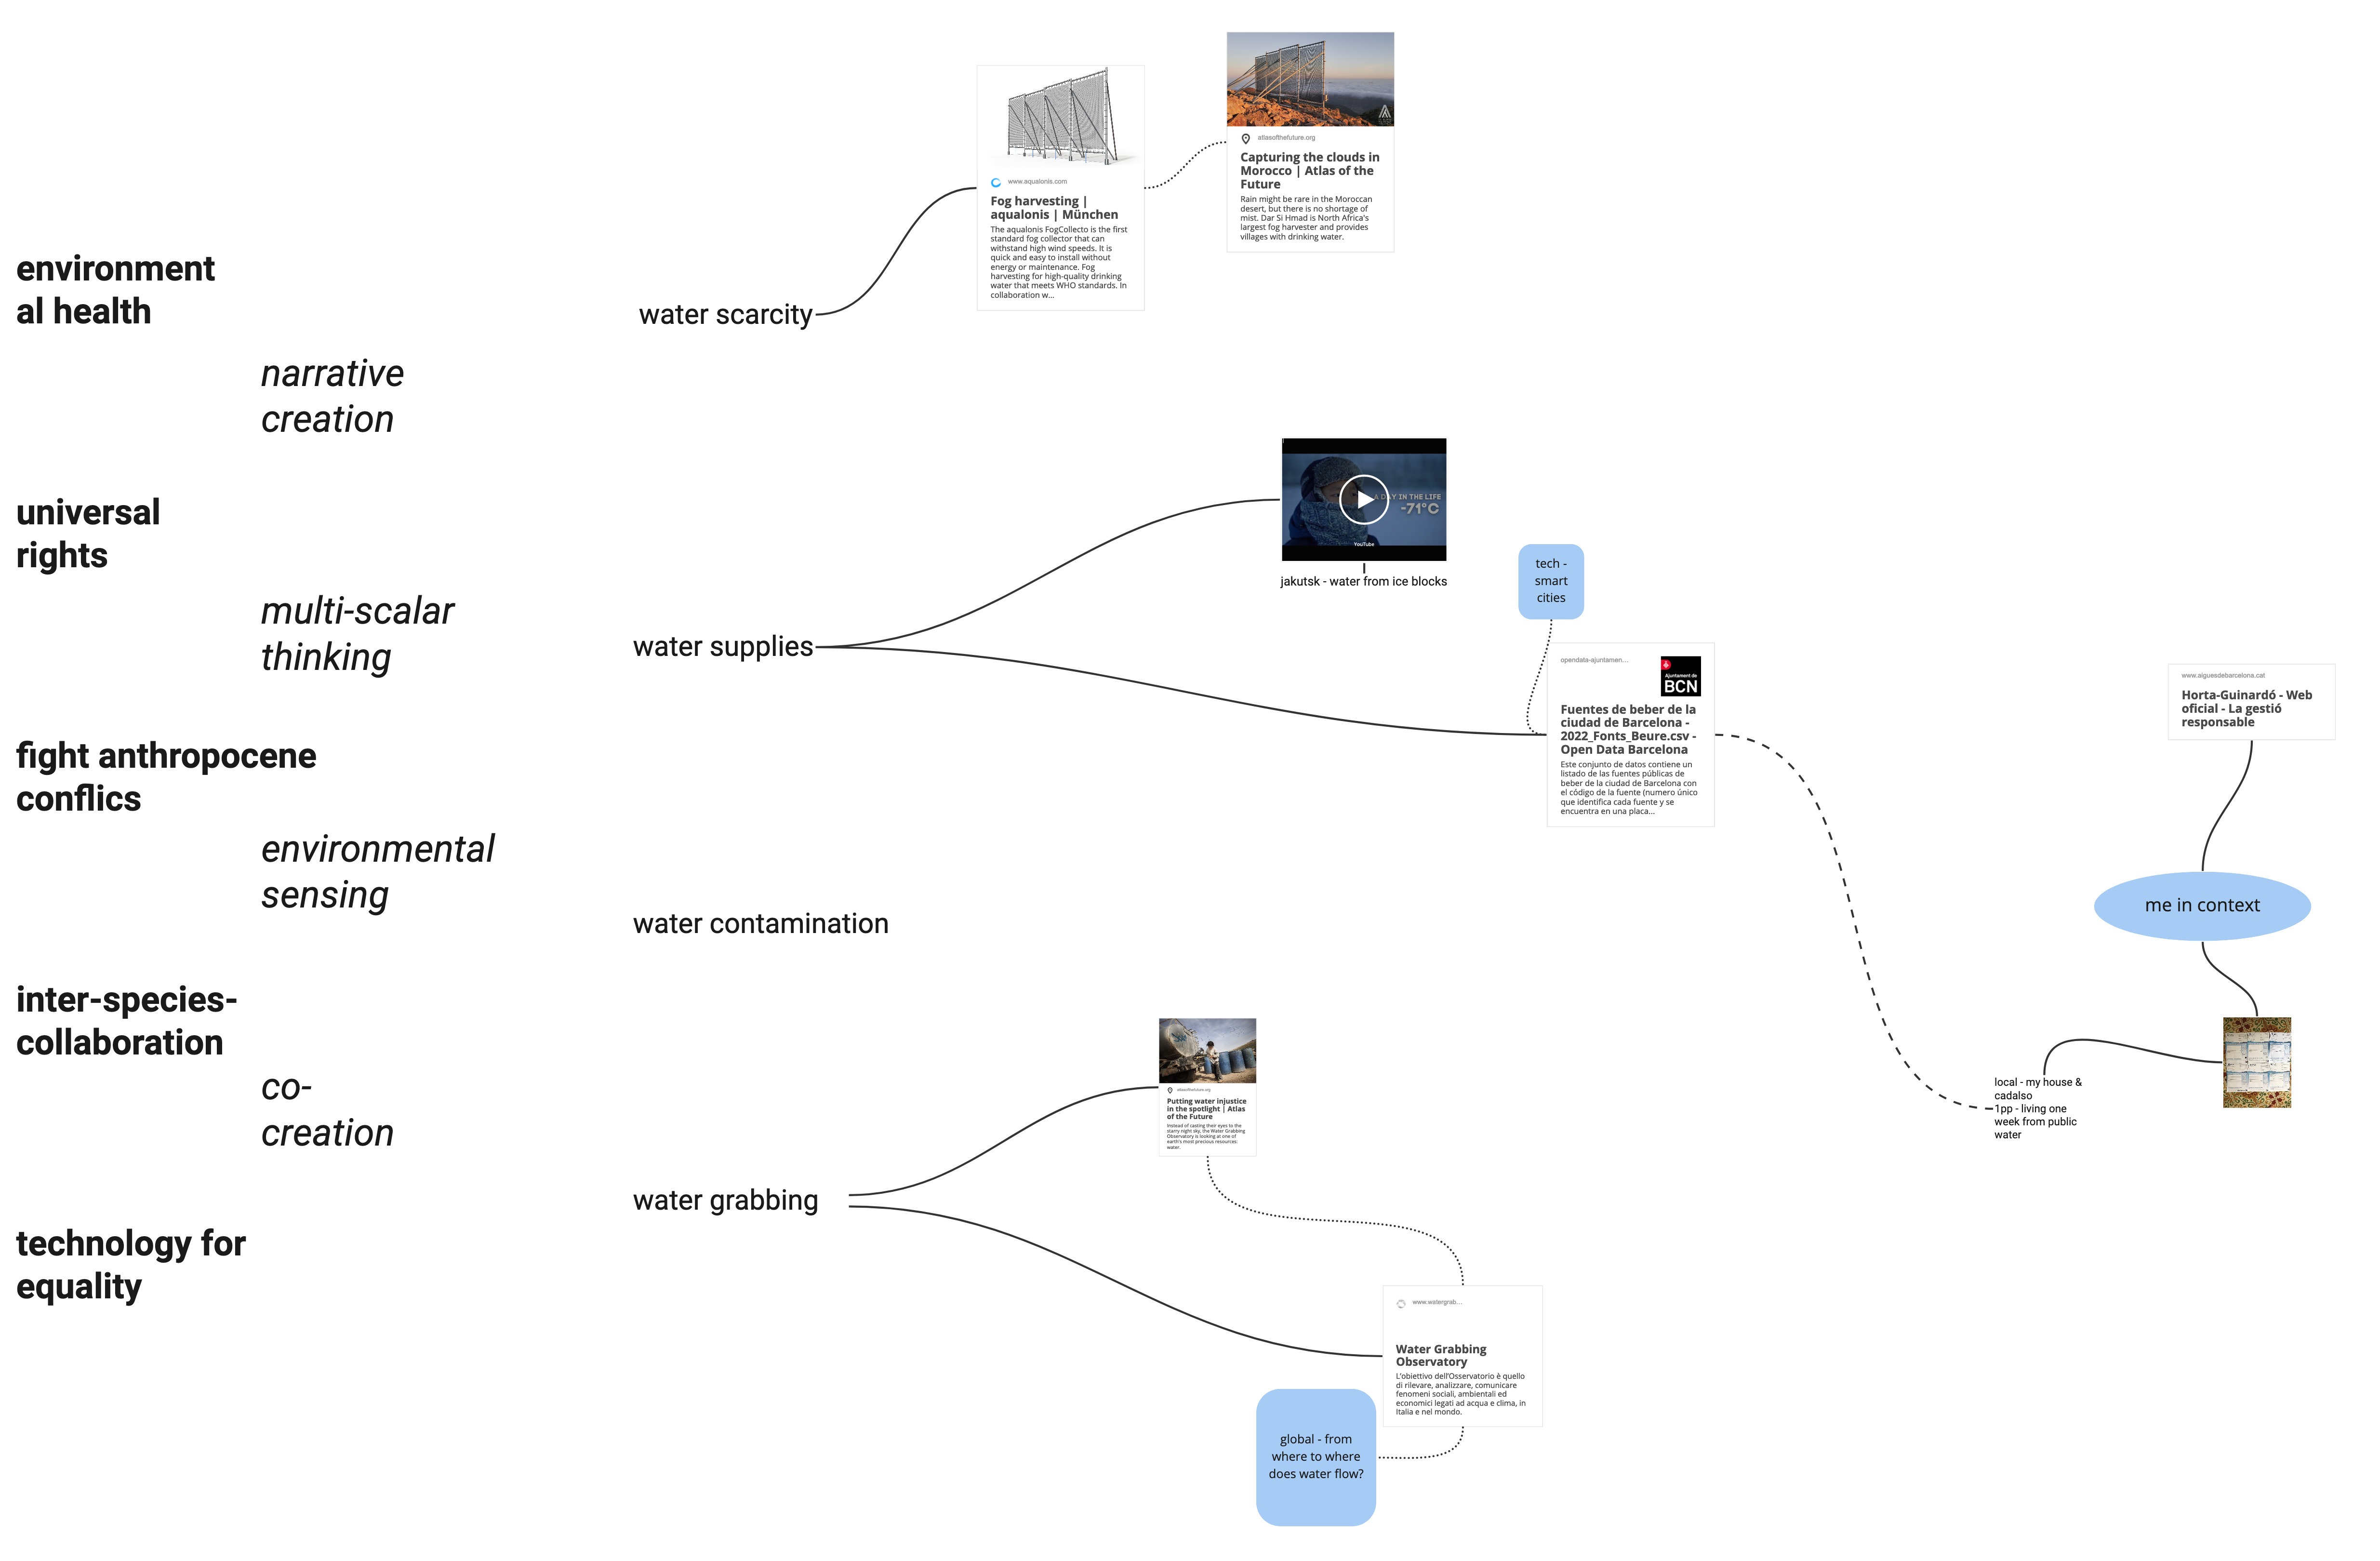 environment
al health
narrative
creation
universal
rights
multi-scalar
thinking
fight anthropocene
conflics
environmental
sensing
inter-species-
collaboration
co-
creation
technology for
equality
water scarcity
www.aqualonis.com
Fog harvesting |
aqualonis | München
The aqualonis FogCollecto is the first
standard fog collector that can
withstand high wind speeds. It is
quick and easy to install without
energy or maintenance. Fog
harvesting for high-quality drinking
water that meets WHO standards. In
collaboration w...
atlasofthefuture.org
Capturing the clouds in
Morocco | Atlas of the
Future
Rain might be rare in the Moroccan
desert, but there is no shortage of
mist. Dar Si Hmad is North Africa's
largest fog harvester and provides
villages with drinking water.
water supplies
A DAY IN THE LIFE
-71°C
YouTube
jakutsk - water from ice blocks
tech -
smart
cities
opendata-ajuntamen...
Ajuntament de
BCN
Fuentes de beber de la
ciudad de Barcelona -
2022_Fonts_Beure.csv -
Open Data Barcelona
Este conjunto de datos contiene un
listado de las fuentes públicas de
beber de la ciudad de Barcelona con
el código de la fuente (numero único
que identifica cada fuente y se
encuentra en una placa...
www.aiguesdebarcelona.cat
Horta-Guinardó - Web
oficial - La gestió
responsable
me in context
local - my house &
cadalso
1pp - living one
week from public
water
water contamination
water grabbing
atlasofthefuture.org
Putting water injustice
in the spotlight | Atlas
of the Future
Instead of casting their eyes to the
starry night sky, the Water Grabbing
Observatory is looking at one of
earth's most precious resources:
water.
www.watergrab...
Water Grabbing
Observatory
L'obiettivo dell'Osservatorio è quello
di rilevare, analizzare, comunicare
fenomeni sociali, ambientali ed
economici legati ad acqua e clima, in
Italia e nel mondo.
global - from
where to where
does water flow?